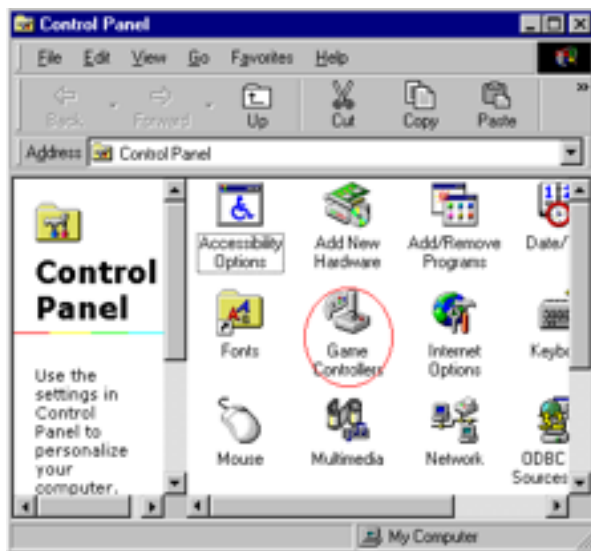 Control Panel
File Edit View Go Favorites Help
Back Forward Up Cut Copy Paste »
Address Control Panel
Control
Panel
Use the
settings in
Control
Panel to
personalize
your
computer.
Accessibility
Options
Add New
Hardware
Add/Remove
Programs
Date/
Fonts
Game
Controllers
Internet
Options
Keyb
Mouse
Multimedia
Network
ODBC
Sources
My Computer